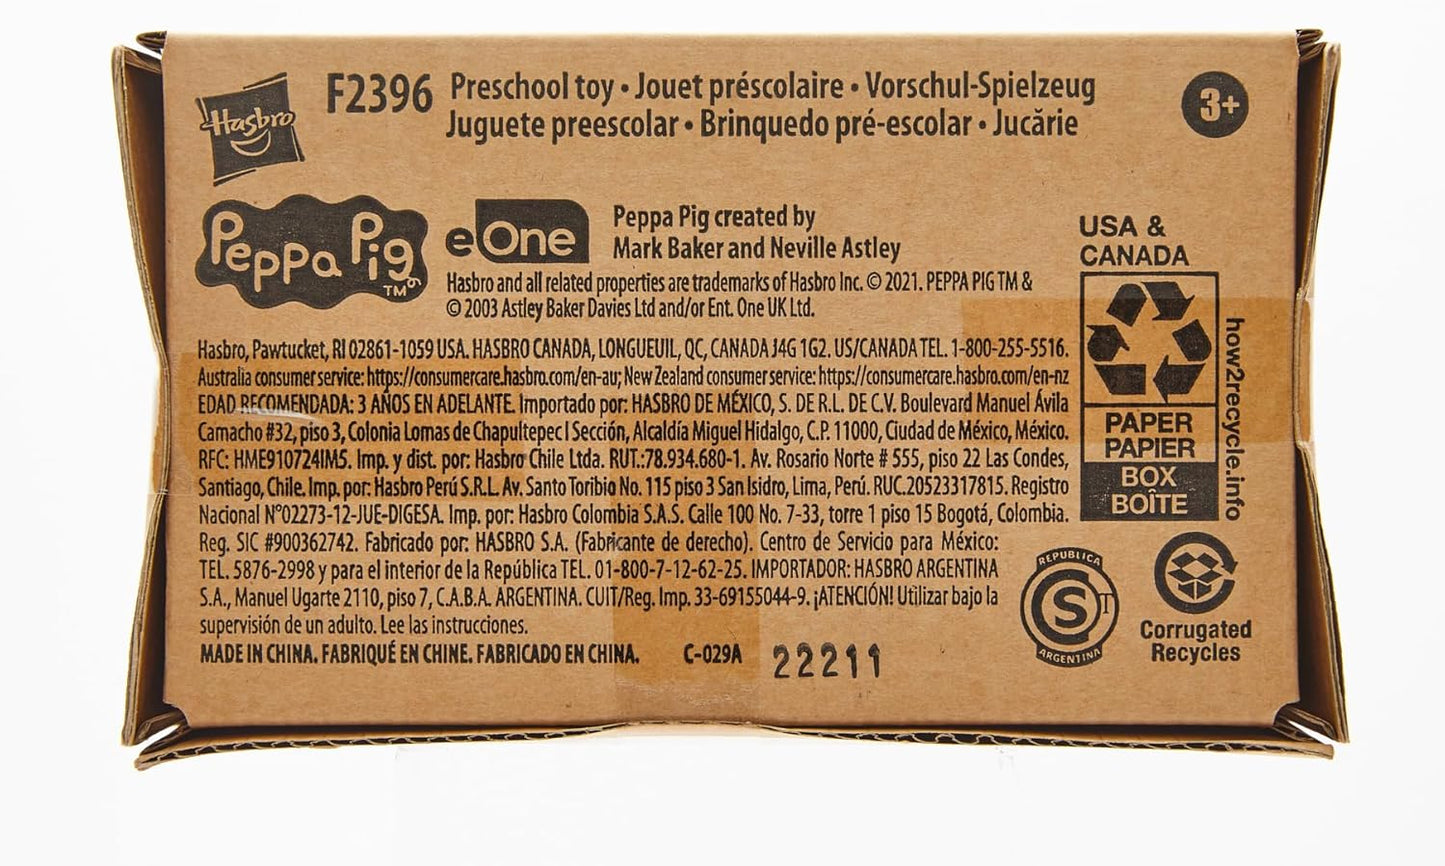 Hasbro
F2396
Preschool toy • Jouet préscolaire • Vorschul-Spielzeug
Juguete preescolar • Brinquedo pré-escolar • Jucărie
3+
Peppa Pig TM
eOne
Peppa Pig created by
Mark Baker and Neville Astley
Hasbro and all related properties are trademarks of Hasbro Inc. © 2021. PEPPA PIG TM &
© 2003 Astley Baker Davies Ltd and/or Ent. One UK Ltd.
Hasbro, Pawtucket, RI 02861-1059 USA. HASBRO CANADA, LONGUEUIL, QC, CANADA J4G 1G2. US/CANADA TEL. 1-800-255-5516.
Australia consumer service: https://consumercare.hasbro.com/en-au; New Zealand consumer service: https://consumercare.hasbro.com/en-nz
EDAD RECOMENDADA: 3 AÑOS EN ADELANTE. Importado por: HASBRO DE MÉXICO, S. DE R.L. DE C.V. Boulevard Manuel Ávila
Camacho #32, piso 3, Colonia Lomas de Chapultepec I Sección, Alcaldía Miguel Hidalgo, C.P. 11000, Ciudad de México, México.
RFC: HME910724IM5. Imp. y dist. por: Hasbro Chile Ltda. RUT.:78.934.680-1. Av. Rosario Norte # 555, piso 22 Las Condes,
Santiago, Chile. Imp. por: Hasbro Perú S.R.L. Av. Santo Toribio No. 115 piso 3 San Isidro, Lima, Perú. RUC.20523317815. Registro
Nacional N°02273-12-JUE-DIGESA. Imp. por: Hasbro Colombia S.A.S. Calle 100 No. 7-33, torre 1 piso 15 Bogotá, Colombia.
Reg. SIC #900362742. Fabricado por: HASBRO S.A. (Fabricante de derecho). Centro de Servicio para México:
TEL. 5876-2998 y para el interior de la República TEL. 01-800-7-12-62-25. IMPORTADOR: HASBRO ARGENTINA
S.A., Manuel Ugarte 2110, piso 7, C.A.B.A. ARGENTINA. CUIT/Reg. Imp. 33-69155044-9. ¡ATENCIÓN! Utilizar bajo la
supervisión de un adulto. Lee las instrucciones.
MADE IN CHINA. FABRIQUÉ EN CHINE. FABRICADO EN CHINA. C-029A 22211
USA &
CANADA
PAPER
PAPIER
BOX
BOÎTE
how2recycle.info
REPUBLICA
S T
ARGENTINA
Corrugated
Recycles